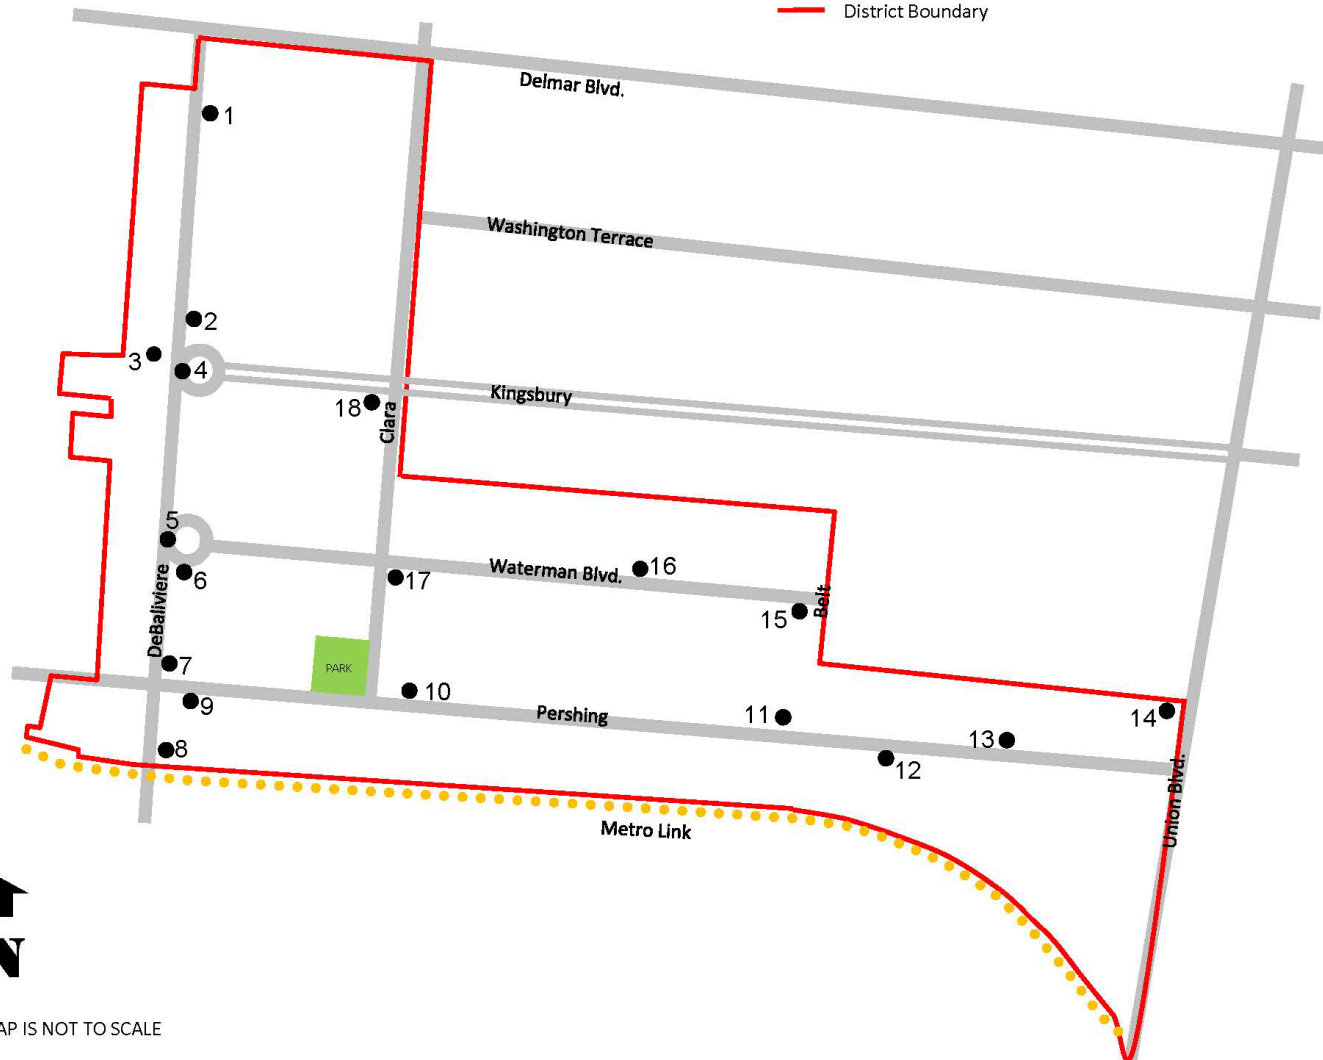 District Boundary
Delmar Blvd.
1
Washington Terrace
2
3
4
Kingsbury
18
Clara
5
Waterman Blvd.
16
6
17
DeBaliviere
15
Belt
7
PARK
10
9
Pershing
11
14
13
8
12
Union Blvd.
Metro Link
N
AP IS NOT TO SCALE